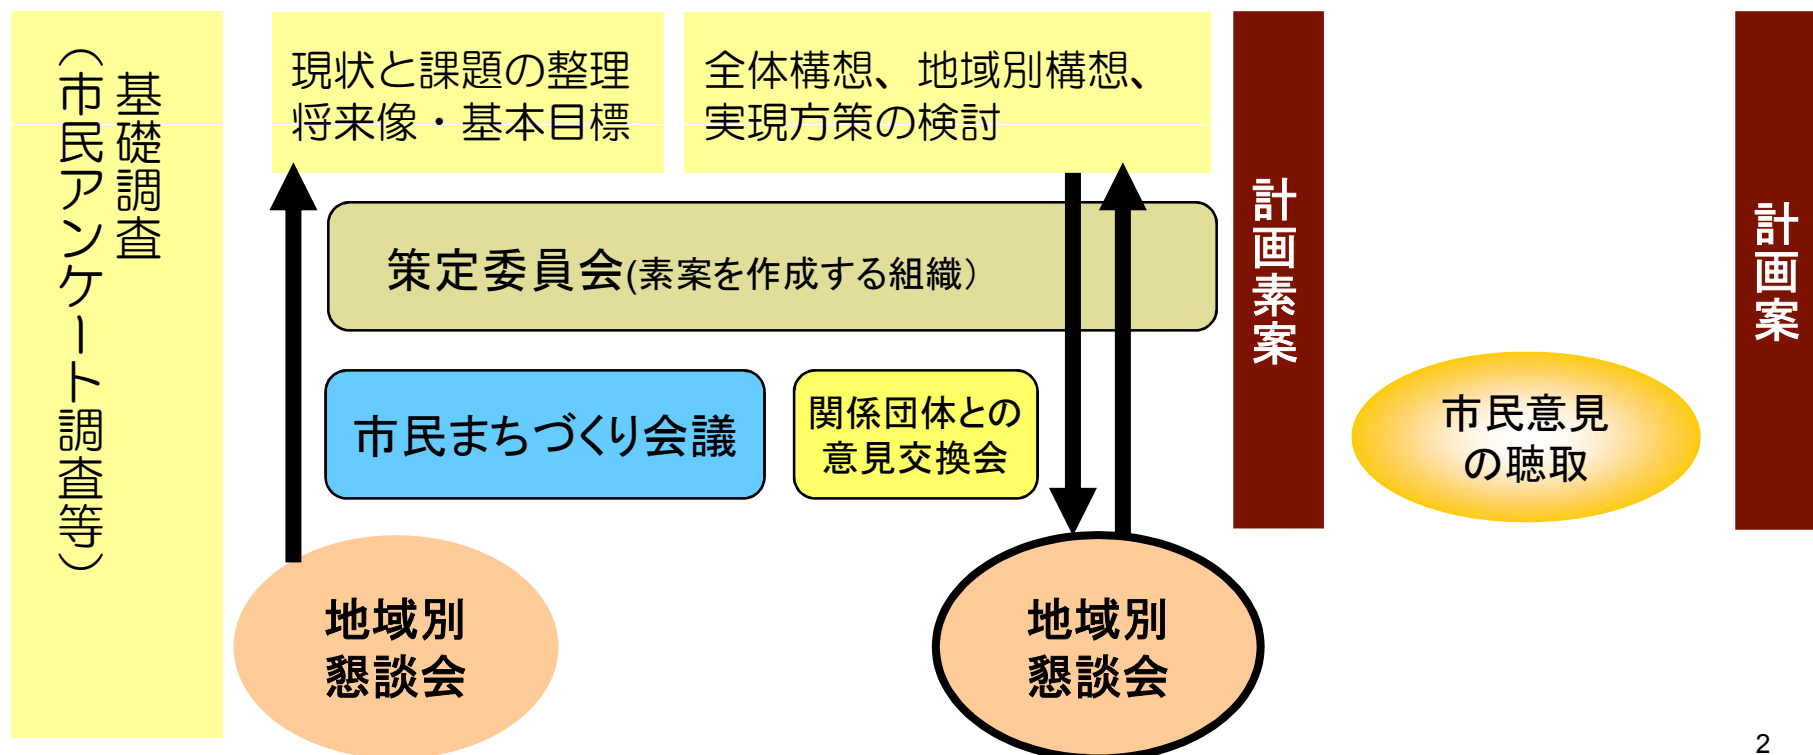 基礎調査
（市民アンケート調査等）
現状と課題の整理
将来像・基本目標
全体構想、地域別構想、
実現方策の検討
策定委員会(素案を作成する組織）
市民まちづくり会議
関係団体との
意見交換会
地域別
懇談会
地域別
懇談会
計画素案
市民意見
の聴取
計画案
2